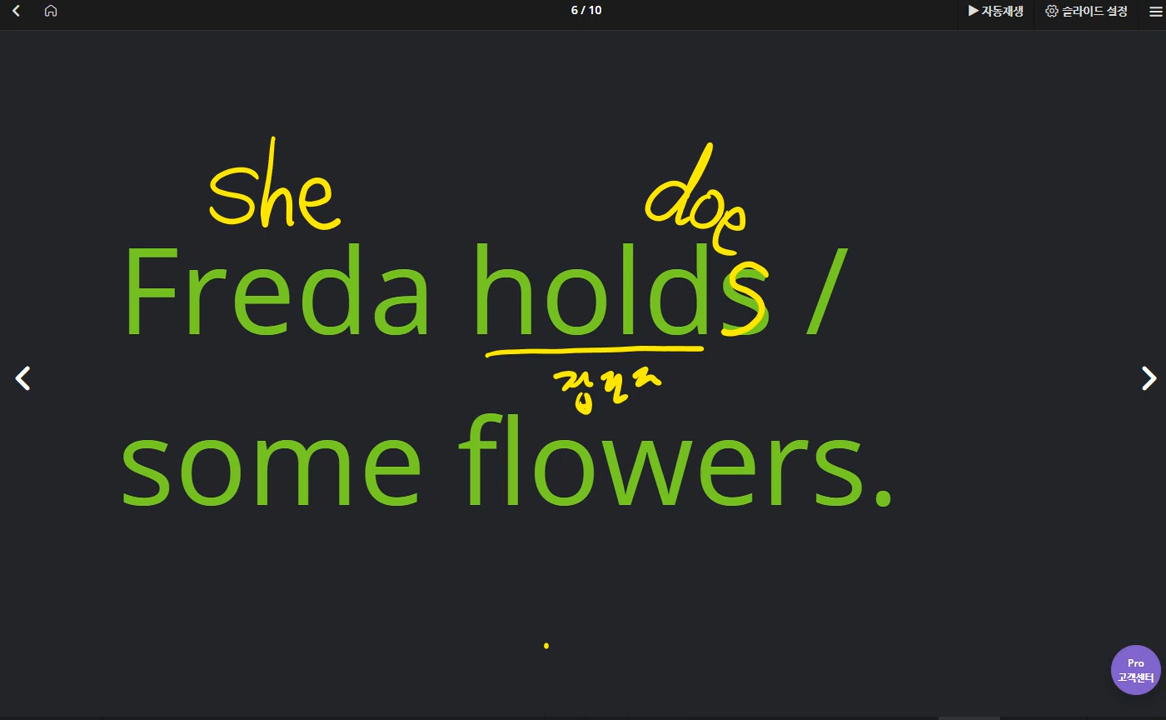 6 / 10
▶ 자동재생
슬라이드 설정
she
does
Freda holds /
some flowers.
Pro
고객센터